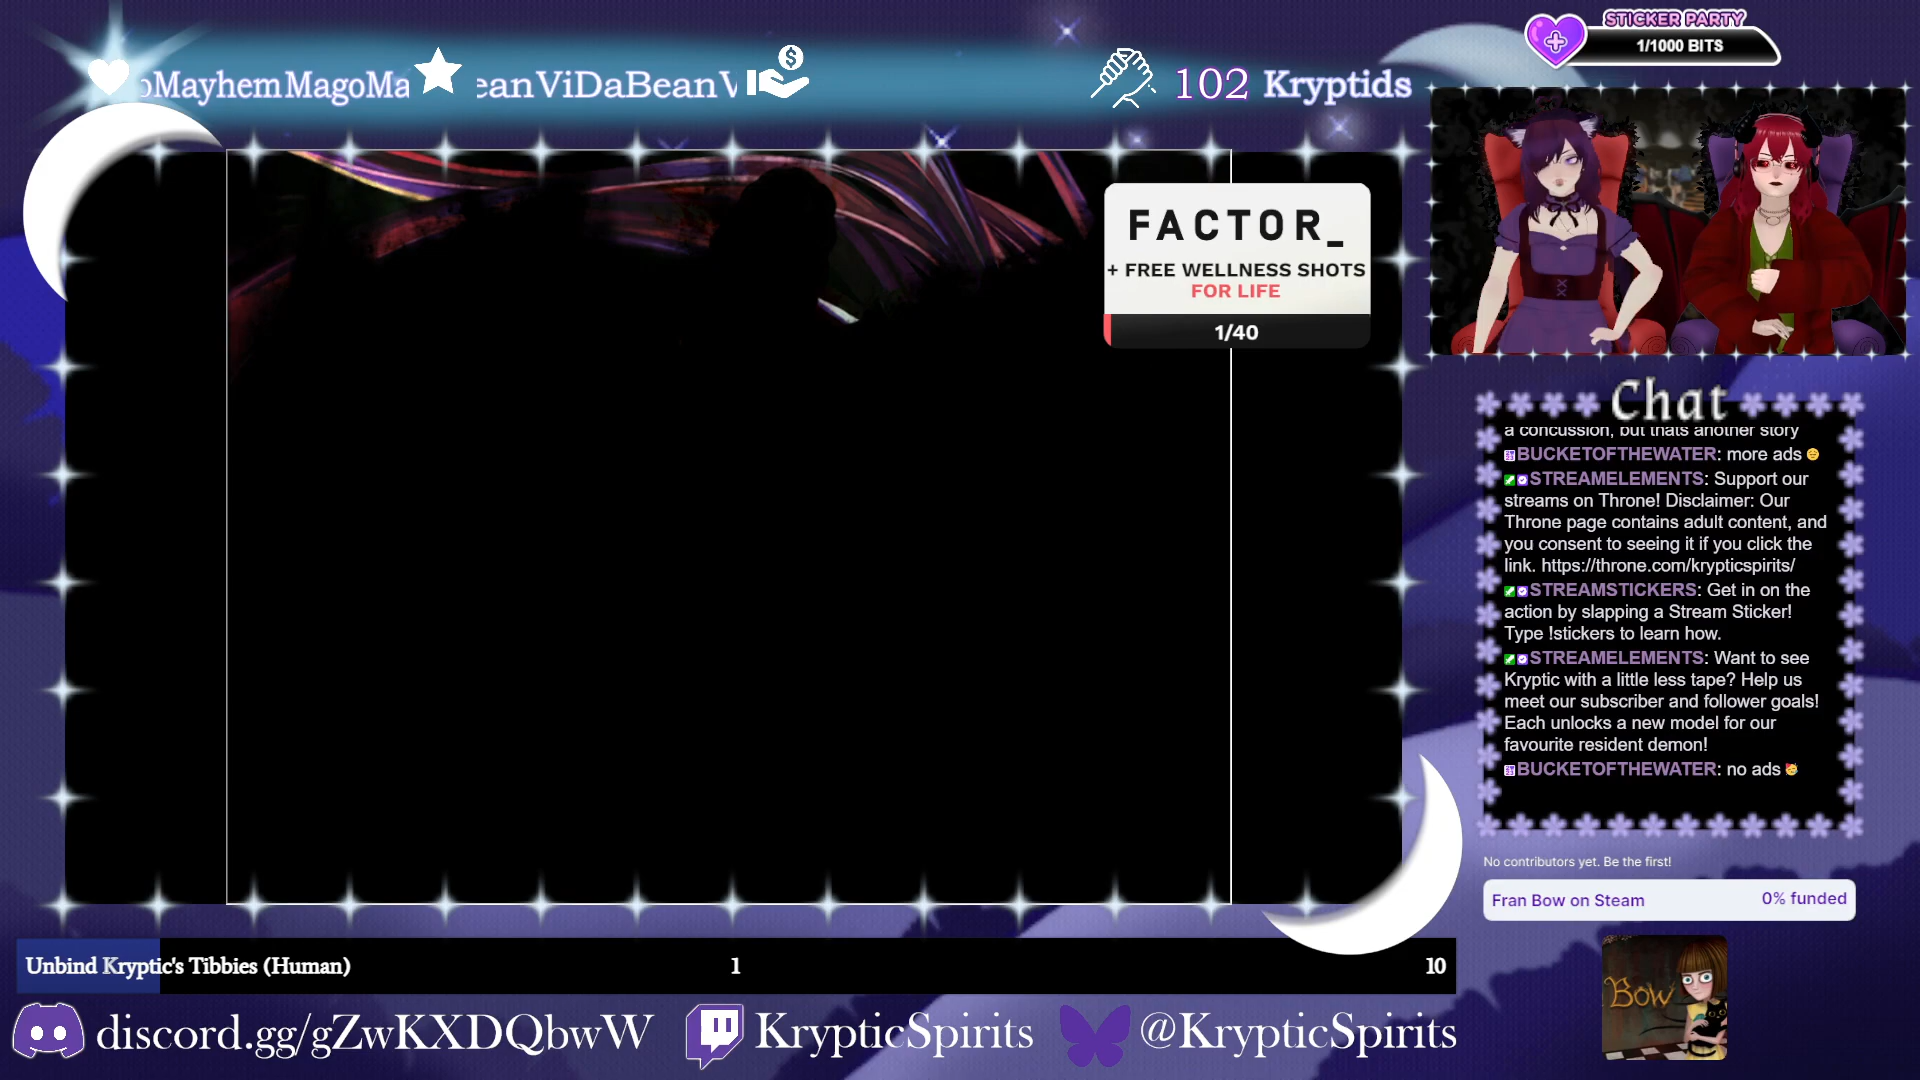 STICKER PARTY
1/1000 BITS
oMayhem MagoMa
eanViDaBeanV
102 Kryptids
FACTOR_
+ FREE WELLNESS SHOTS
FOR LIFE
1/40
Chat
a concussion, but thats another story
BUCKETOFTHEWATER: more ads
STREAMELEMENTS: Support our
streams on Throne! Disclaimer: Our
Throne page contains adult content, and
you consent to seeing it if you click the
link. https://throne.com/krypticspirits/
STREAMSTICKERS: Get in on the
action by slapping a Stream Sticker!
Type !stickers to learn how.
STREAMELEMENTS: Want to see
Kryptic with a little less tape? Help us
meet our subscriber and follower goals!
Each unlocks a new model for our
favourite resident demon!
BUCKETOFTHEWATER: no ads
No contributors yet. Be the first!
Fran Bow on Steam 0% funded
BOW
Unbind Kryptic's Tibbies (Human) 1 10
discord.gg/gZwKXDQbwW KrypticSpirits @KrypticSpirits